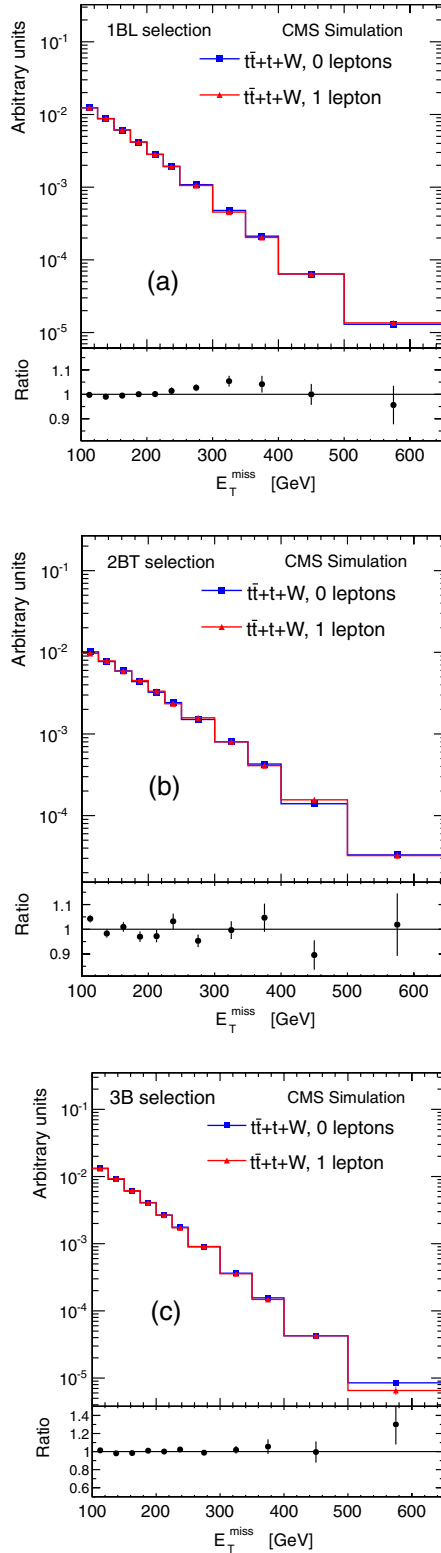 1BL selection CMS Simulation
tt̄+t+W, 0 leptons
tt̄+t+W, 1 lepton
Arbitrary units
10⁻¹
10⁻²
10⁻³
10⁻⁴
10⁻⁵
(a)
Ratio
1.1
1
0.9
100 200 300 400 500 600
E_T^miss [GeV]
2BT selection CMS Simulation
tt̄+t+W, 0 leptons
tt̄+t+W, 1 lepton
Arbitrary units
10⁻¹
10⁻²
10⁻³
10⁻⁴
(b)
Ratio
1.1
1
0.9
100 200 300 400 500 600
E_T^miss [GeV]
3B selection CMS Simulation
tt̄+t+W, 0 leptons
tt̄+t+W, 1 lepton
Arbitrary units
10⁻¹
10⁻²
10⁻³
10⁻⁴
10⁻⁵
(c)
Ratio
1.4
1.2
1
0.8
0.6
100 200 300 400 500 600
E_T^miss [GeV]